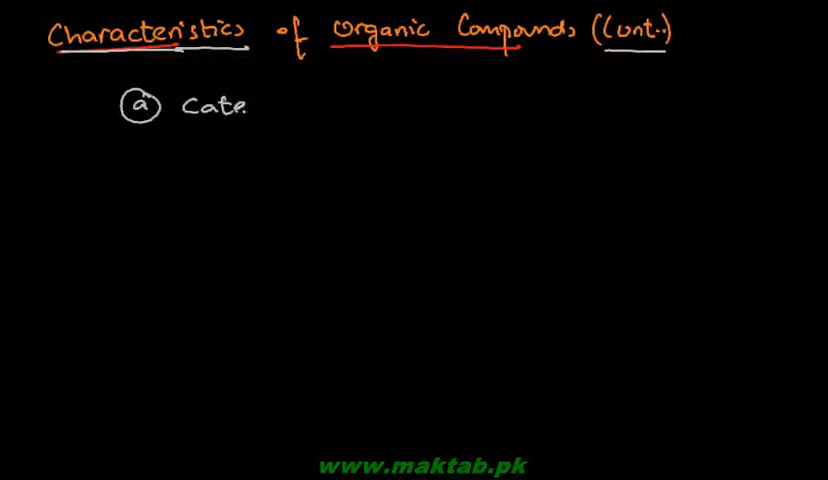 Characteristics of Organic Compounds (Cont..)
a Cate
www.maktab.pk